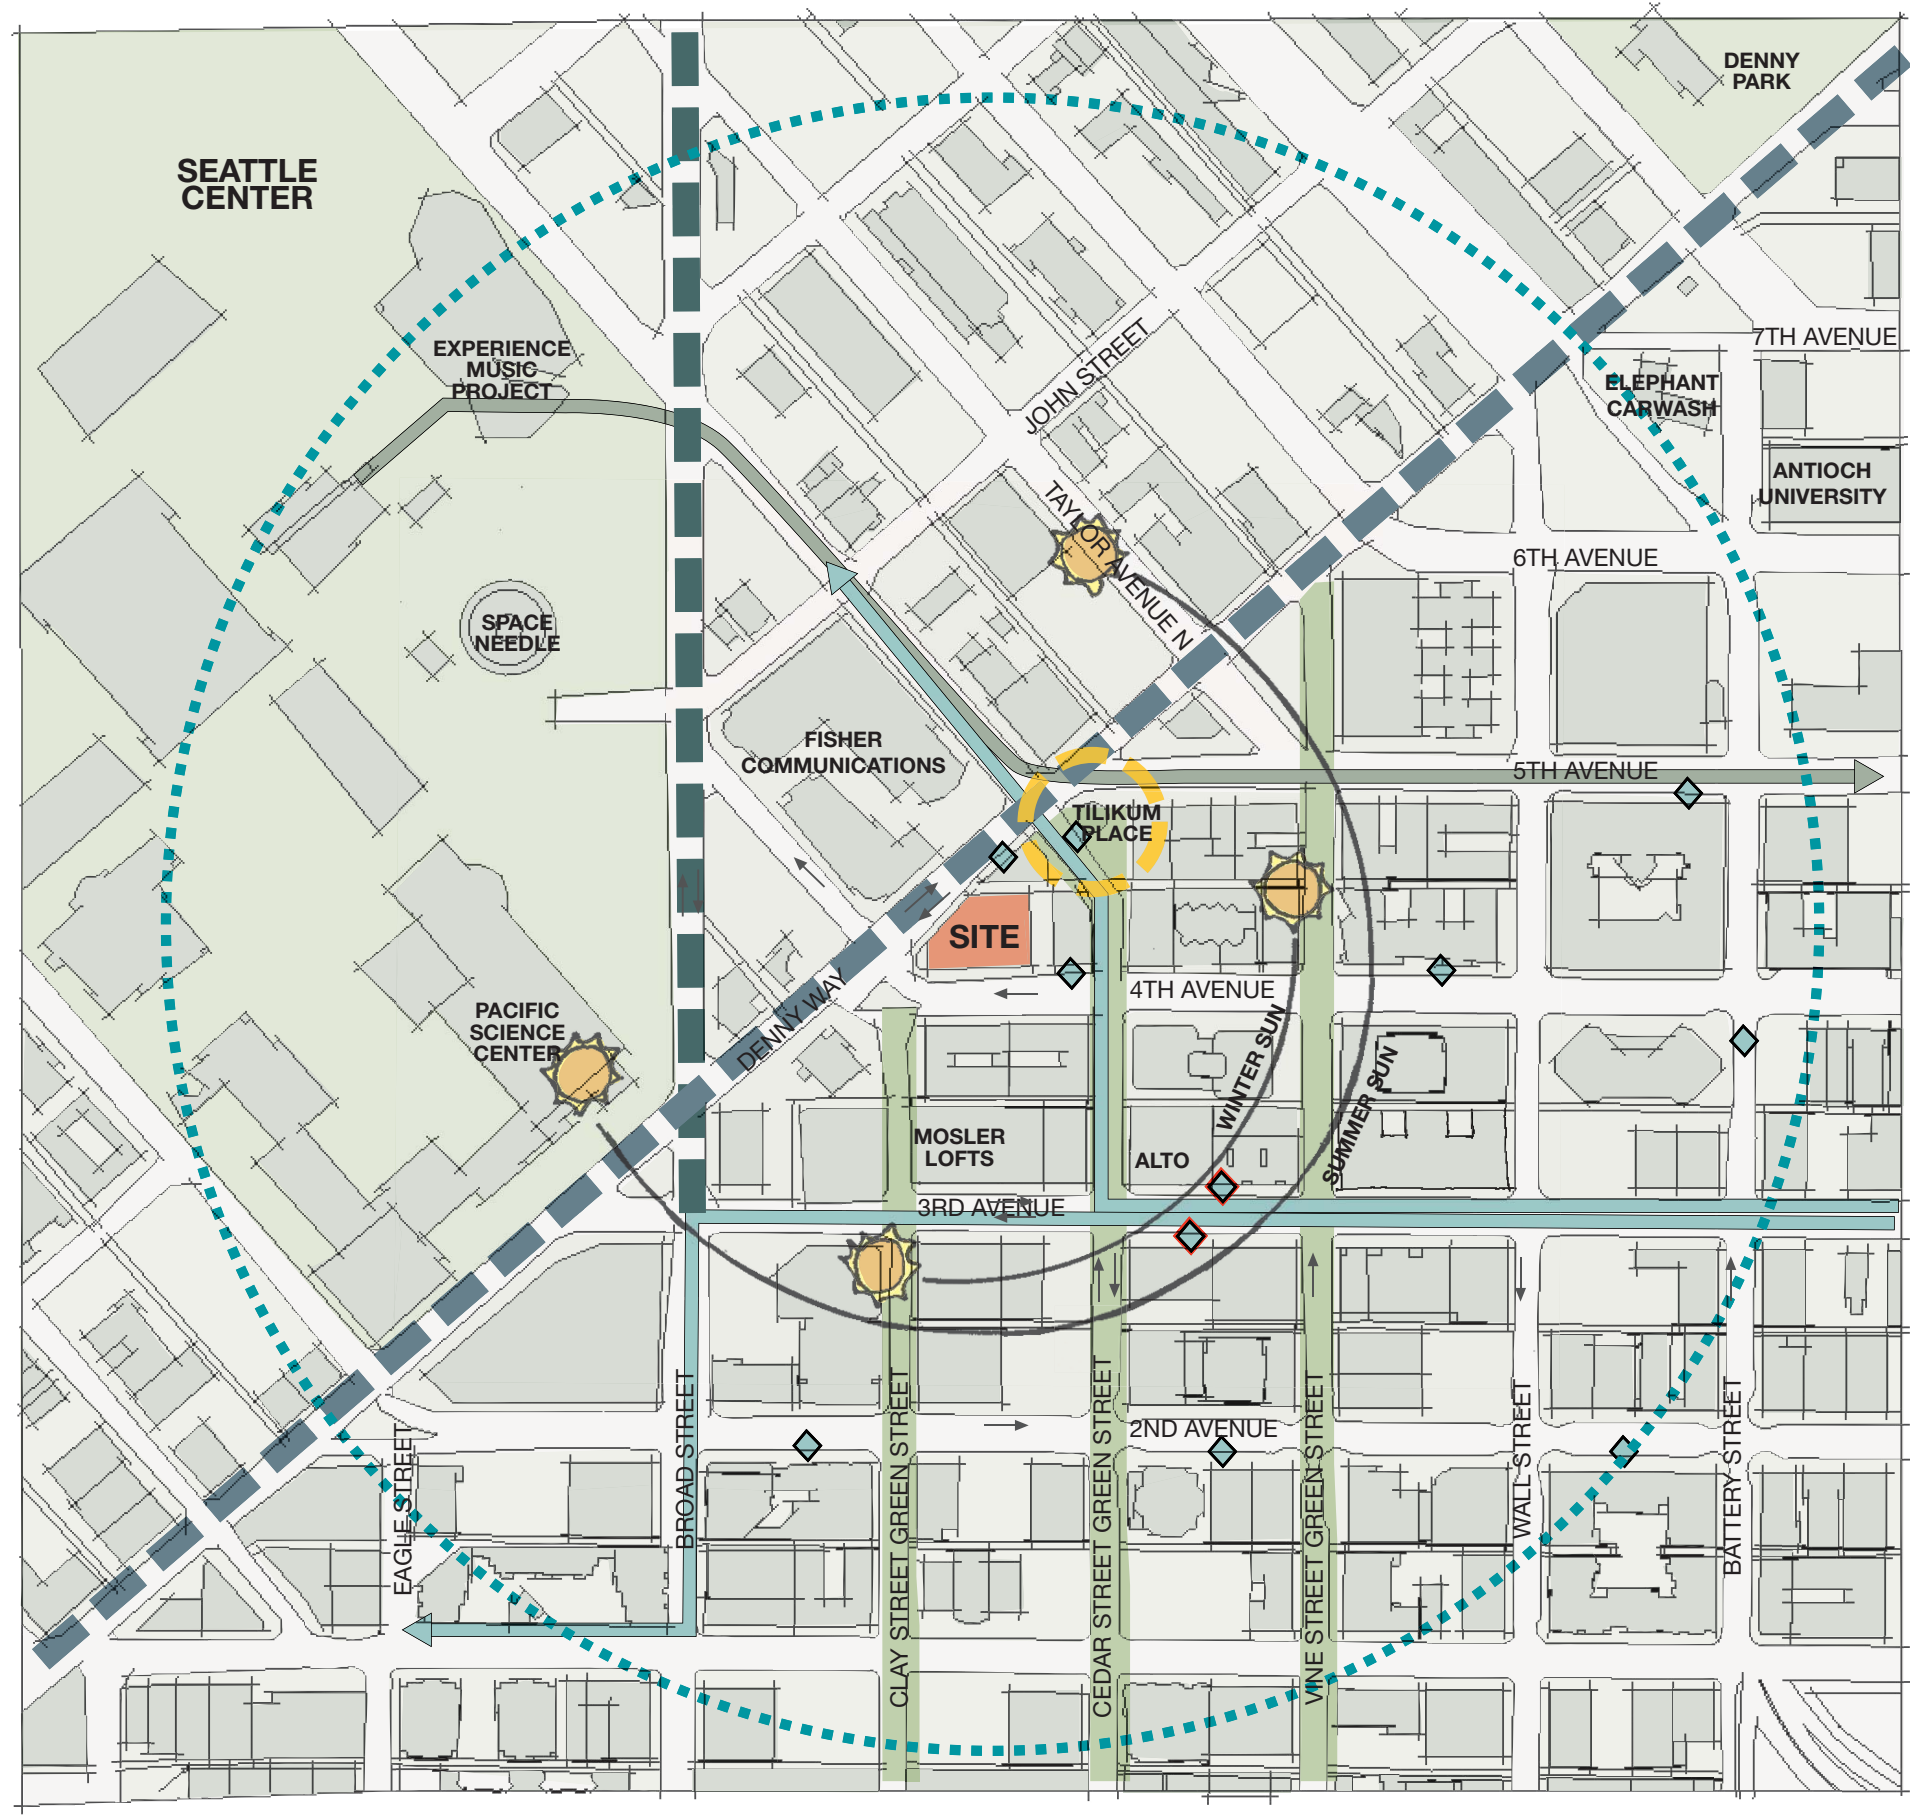 DENNY
PARK
SEATTLE
CENTER
7TH AVENUE
EXPERIENCE
MUSIC
PROJECT
JOHN STREET
ELEPHANT
CARWASH
ANTIOCH
UNIVERSITY
TAYLOR AVENUE N
6TH AVENUE
SPACE
NEEDLE
FISHER
COMMUNICATIONS
5TH AVENUE
TILIKUM
PLACE
SITE
4TH AVENUE
DENNY WAY
PACIFIC
SCIENCE
CENTER
WINTER SUN
SUMMER SUN
MOSLER
LOFTS
ALTO
3RD AVENUE
2ND AVENUE
EAGLE STREET
BROAD STREET
CLAY STREET GREEN STREET
CEDAR STREET GREEN STREET
VINE STREET GREEN STREET
WALL STREET
BATTERY STREET